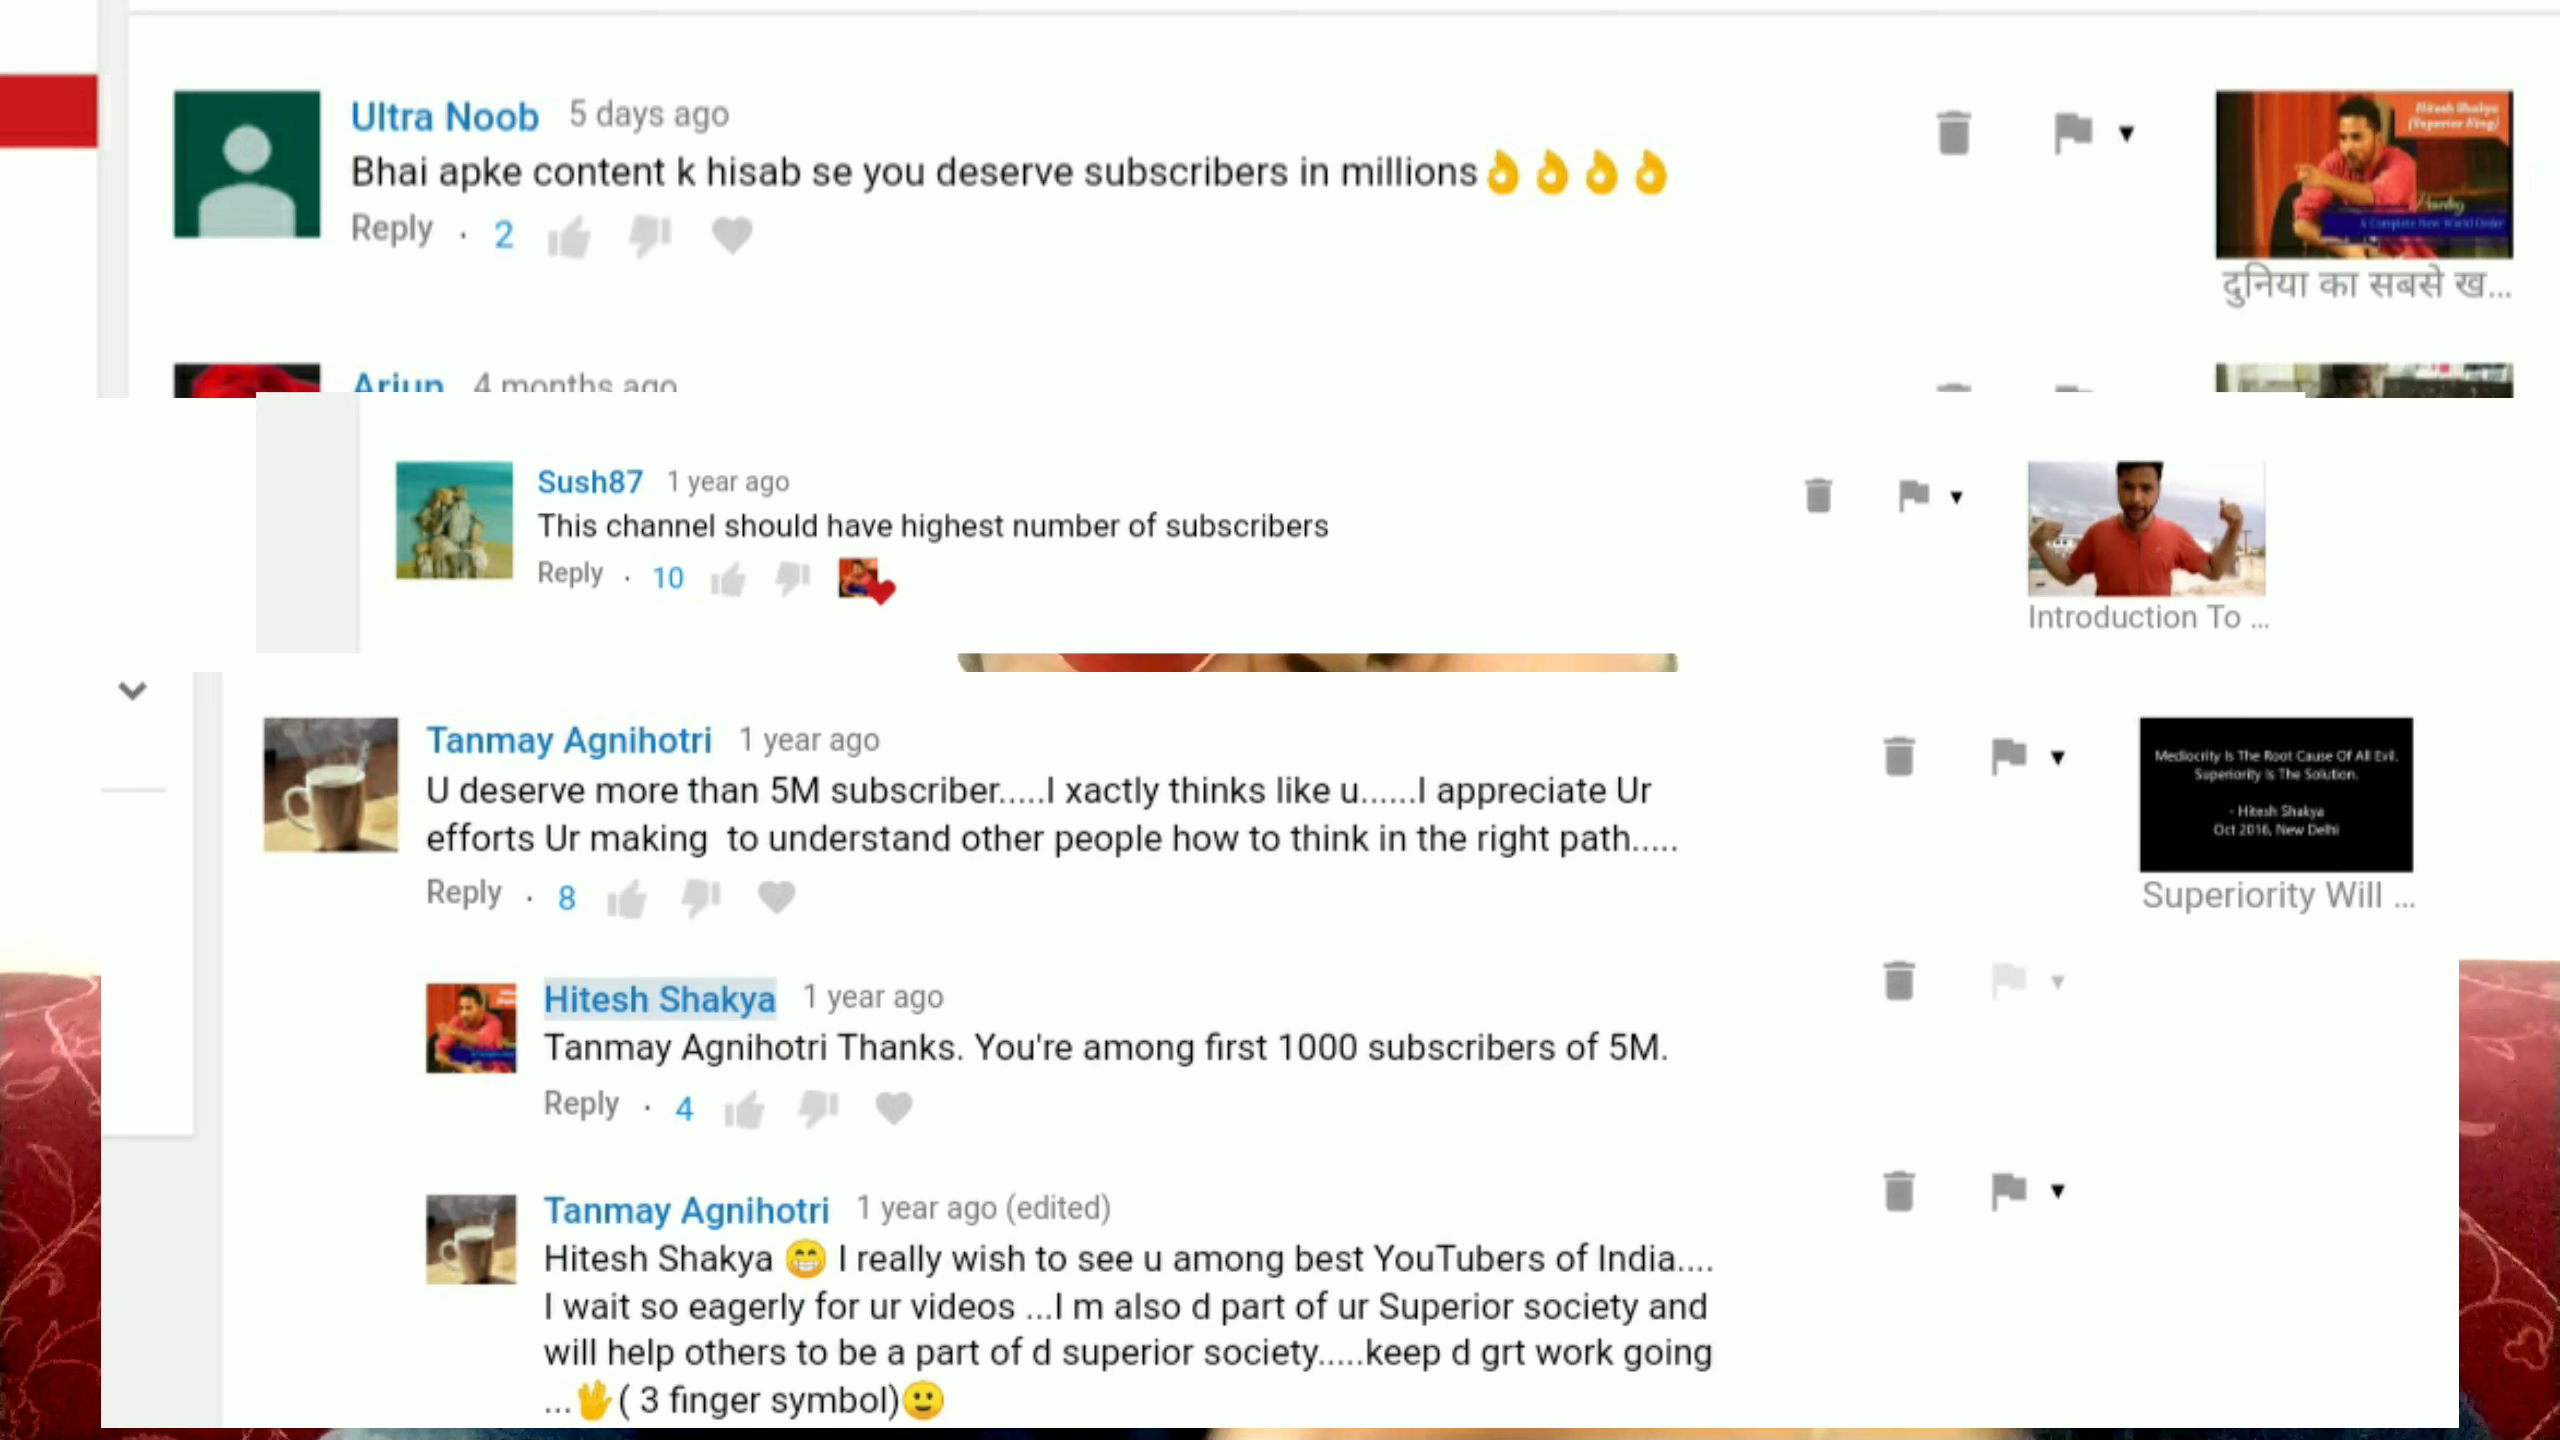 Ultra Noob 5 days ago
Bhai apke content k hisab se you deserve subscribers in millions👌👌👌👌
Reply · 2
Hitesh Shakya
(Superior King)
A Complete New World Order
दुनिया का सबसे ख...
Arjun 4 months ago
Sush87 1 year ago
This channel should have highest number of subscribers
Reply · 10
Introduction To ...
Tanmay Agnihotri 1 year ago
U deserve more than 5M subscriber.....I xactly thinks like u......I appreciate Ur
efforts Ur making  to understand other people how to think in the right path.....
Reply · 8
Mediocrity Is The Root Cause Of All Evil.
Superiority Is The Solution.
- Hitesh Shakya
Oct 2016, New Delhi
Superiority Will ...
Hitesh Shakya 1 year ago
Tanmay Agnihotri Thanks. You're among first 1000 subscribers of 5M.
Reply · 4
Tanmay Agnihotri 1 year ago (edited)
Hitesh Shakya 😁 I really wish to see u among best YouTubers of India....
I wait so eagerly for ur videos ...I m also d part of ur Superior society and
will help others to be a part of d superior society.....keep d grt work going
...🖖( 3 finger symbol)🙂